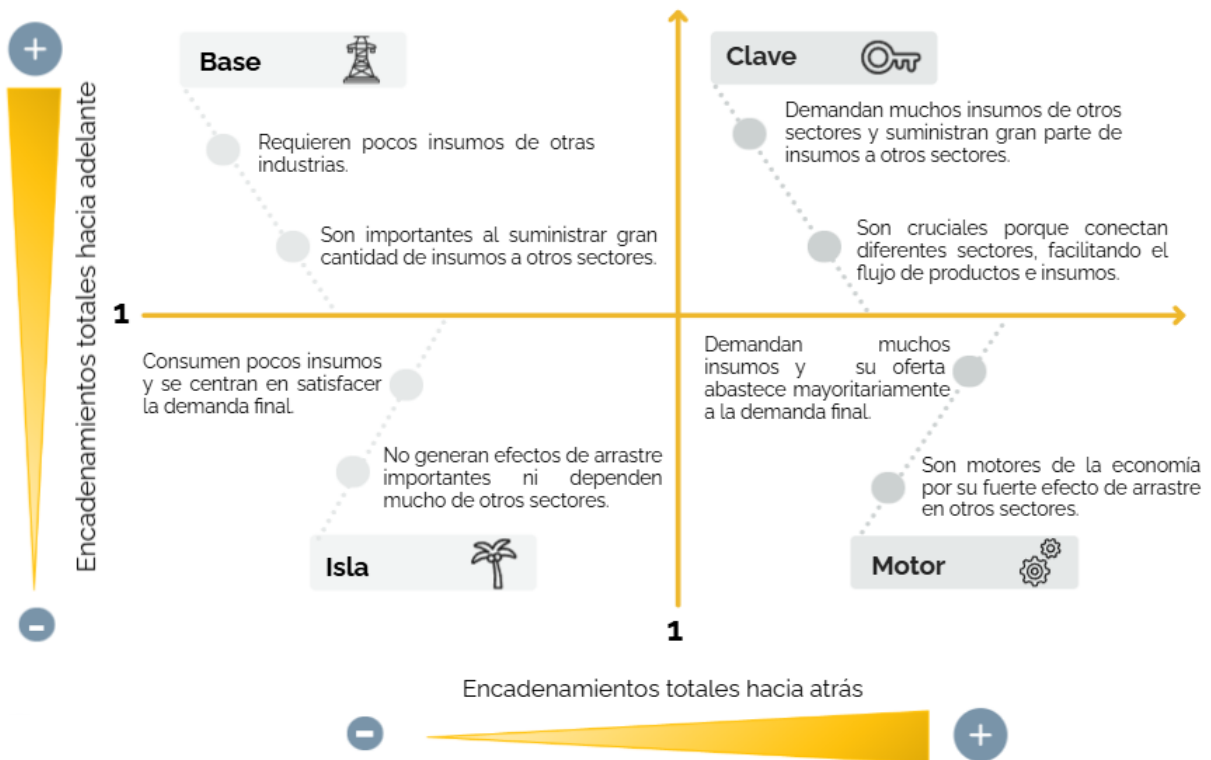 +
Encadenamientos totales hacia adelante
-
Base
Requieren pocos insumos de otras
industrias.
Son importantes al suministrar gran
cantidad de insumos a otros sectores.
Clave
Demandan muchos insumos de otros
sectores y suministran gran parte de
insumos a otros sectores.
Son cruciales porque conectan
diferentes sectores, facilitando el
flujo de productos e insumos.
1
Consumen pocos insumos
y se centran en satisfacer
la demanda final.
No generan efectos de arrastre
importantes ni dependen
mucho de otros sectores.
Isla
Demandan muchos
insumos y su oferta
abastece mayoritariamente
a la demanda final.
Son motores de la economía
por su fuerte efecto de arrastre
en otros sectores.
Motor
1
Encadenamientos totales hacia atrás
-
+